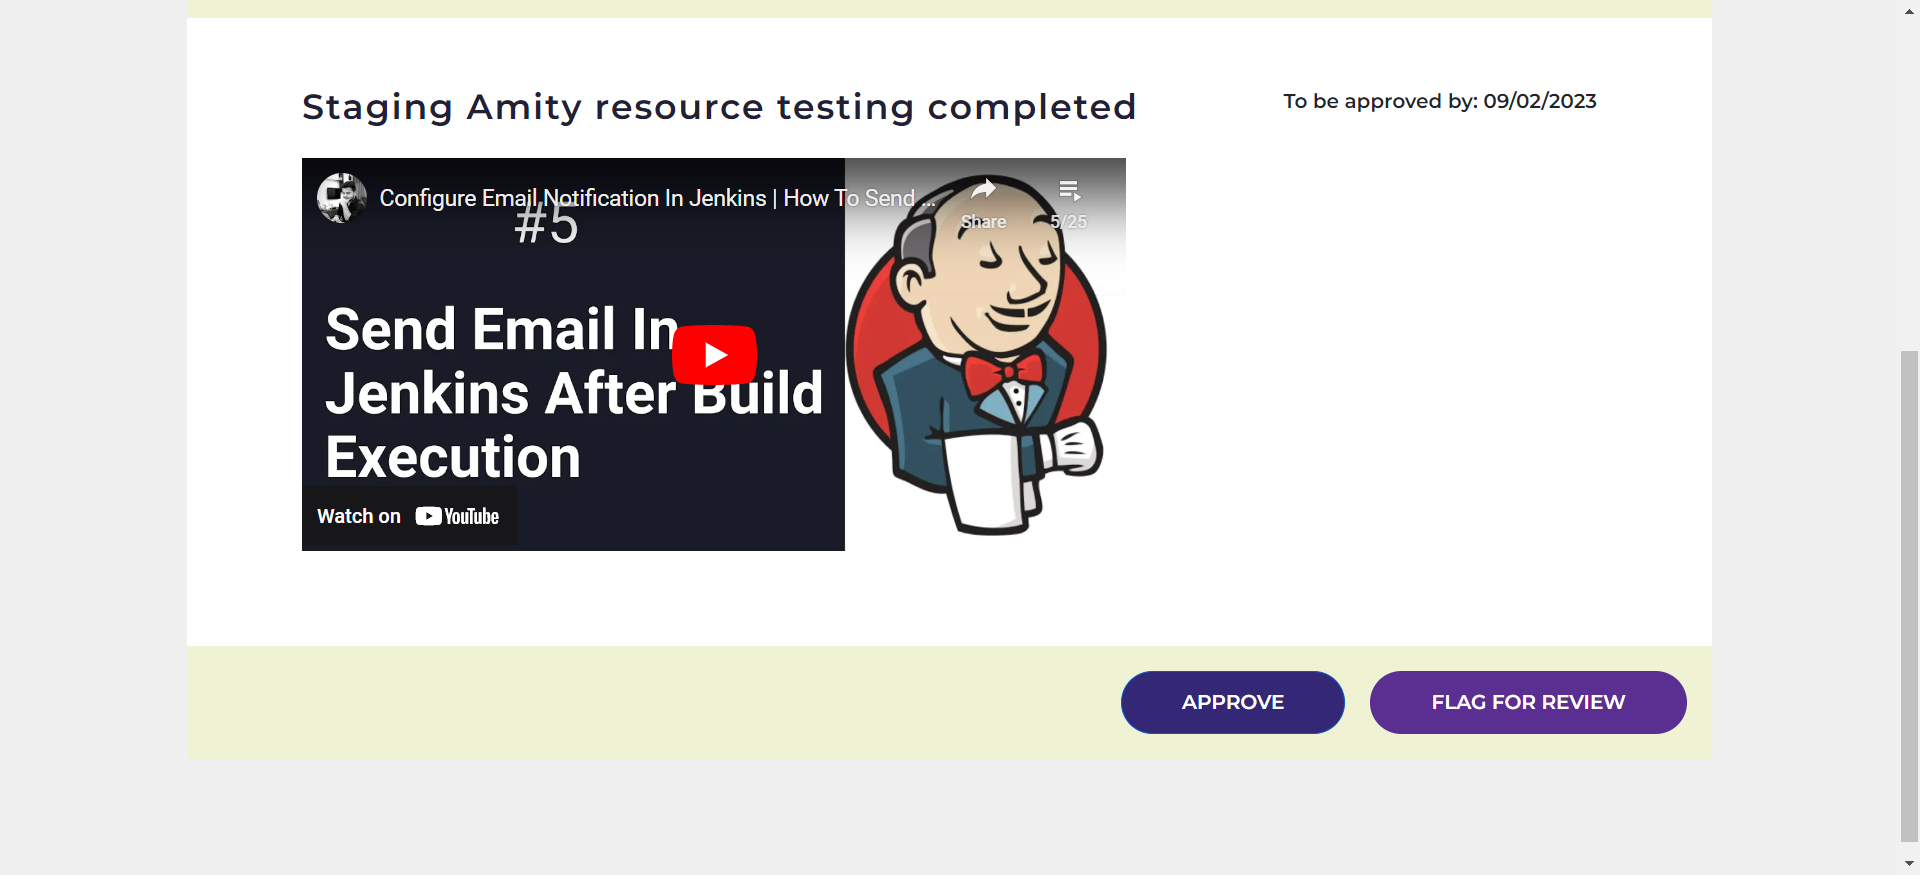 Staging Amity resource testing completed
To be approved by: 09/02/2023
Configure Email Notification In Jenkins | How To Send ...
Share
5/25
#5
Send Email In
Jenkins After Build
Execution
Watch on YouTube
APPROVE
FLAG FOR REVIEW